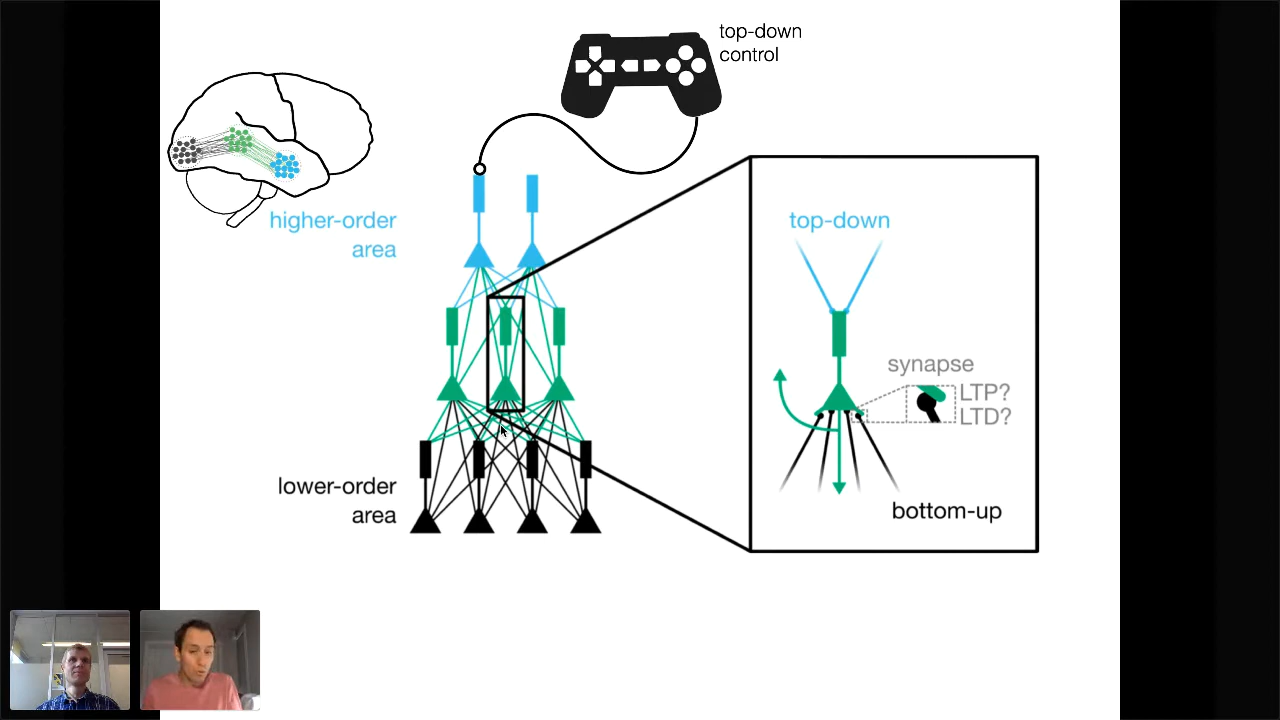 top-down
control
higher-order
area
top-down
synapse
LTP?
LTD?
lower-order
area
bottom-up